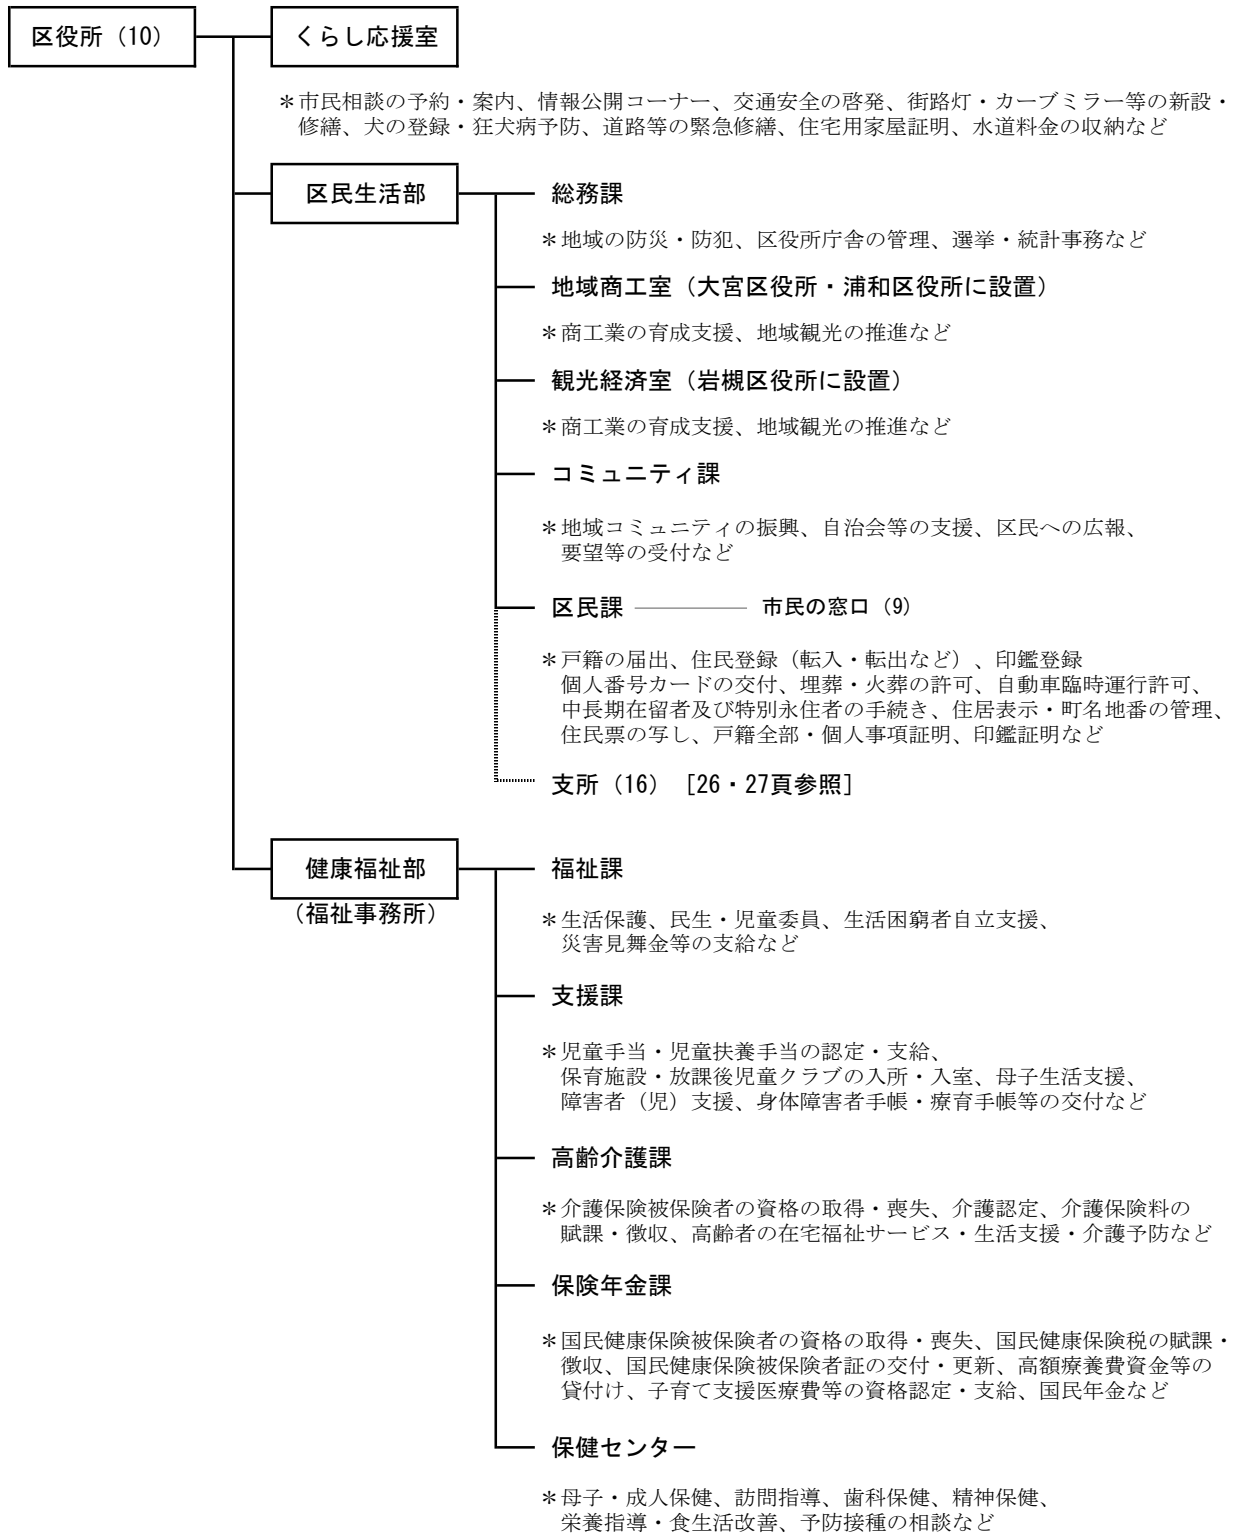 区役所（10）
くらし応援室
＊市民相談の予約・案内、情報公開コーナー、交通安全の啓発、街路灯・カーブミラー等の新設・
修繕、犬の登録・狂犬病予防、道路等の緊急修繕、住宅用家屋証明、水道料金の収納など
区民生活部
総務課
＊地域の防災・防犯、区役所庁舎の管理、選挙・統計事務など
地域商工室（大宮区役所・浦和区役所に設置）
＊商工業の育成支援、地域観光の推進など
観光経済室（岩槻区役所に設置）
＊商工業の育成支援、地域観光の推進など
コミュニティ課
＊地域コミュニティの振興、自治会等の支援、区民への広報、
要望等の受付など
区民課
市民の窓口（9）
＊戸籍の届出、住民登録（転入・転出など）、印鑑登録
個人番号カードの交付、埋葬・火葬の許可、自動車臨時運行許可、
中長期在留者及び特別永住者の手続き、住居表示・町名地番の管理、
住民票の写し、戸籍全部・個人事項証明、印鑑証明など
支所（16）［26・27頁参照］
健康福祉部
（福祉事務所）
福祉課
＊生活保護、民生・児童委員、生活困窮者自立支援、
災害見舞金等の支給など
支援課
＊児童手当・児童扶養手当の認定・支給、
保育施設・放課後児童クラブの入所・入室、母子生活支援、
障害者（児）支援、身体障害者手帳・療育手帳等の交付など
高齢介護課
＊介護保険被保険者の資格の取得・喪失、介護認定、介護保険料の
賦課・徴収、高齢者の在宅福祉サービス・生活支援・介護予防など
保険年金課
＊国民健康保険被保険者の資格の取得・喪失、国民健康保険税の賦課・
徴収、国民健康保険被保険者証の交付・更新、高額療養費資金等の
貸付け、子育て支援医療費等の資格認定・支給、国民年金など
保健センター
＊母子・成人保健、訪問指導、歯科保健、精神保健、
栄養指導・食生活改善、予防接種の相談など